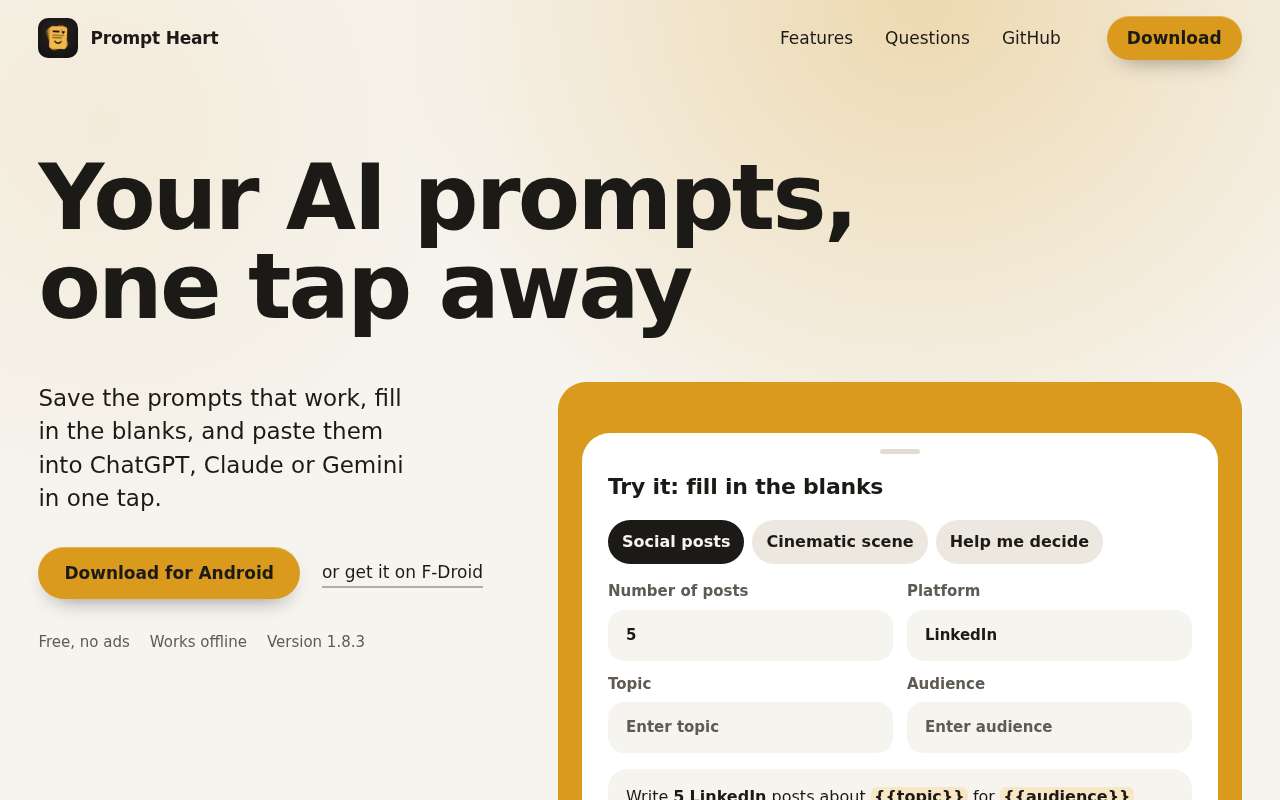 Prompt Heart
Features
Questions
GitHub
Download
Your AI prompts,
one tap away
Save the prompts that work, fill
in the blanks, and paste them
into ChatGPT, Claude or Gemini
in one tap.
Download for Android
or get it on F-Droid
Free, no ads
Works offline
Version 1.8.3
Try it: fill in the blanks
Social posts
Cinematic scene
Help me decide
Number of posts
Platform
5
LinkedIn
Topic
Audience
Enter topic
Enter audience
Write 5 LinkedIn posts about {{topic}} for {{audience}}